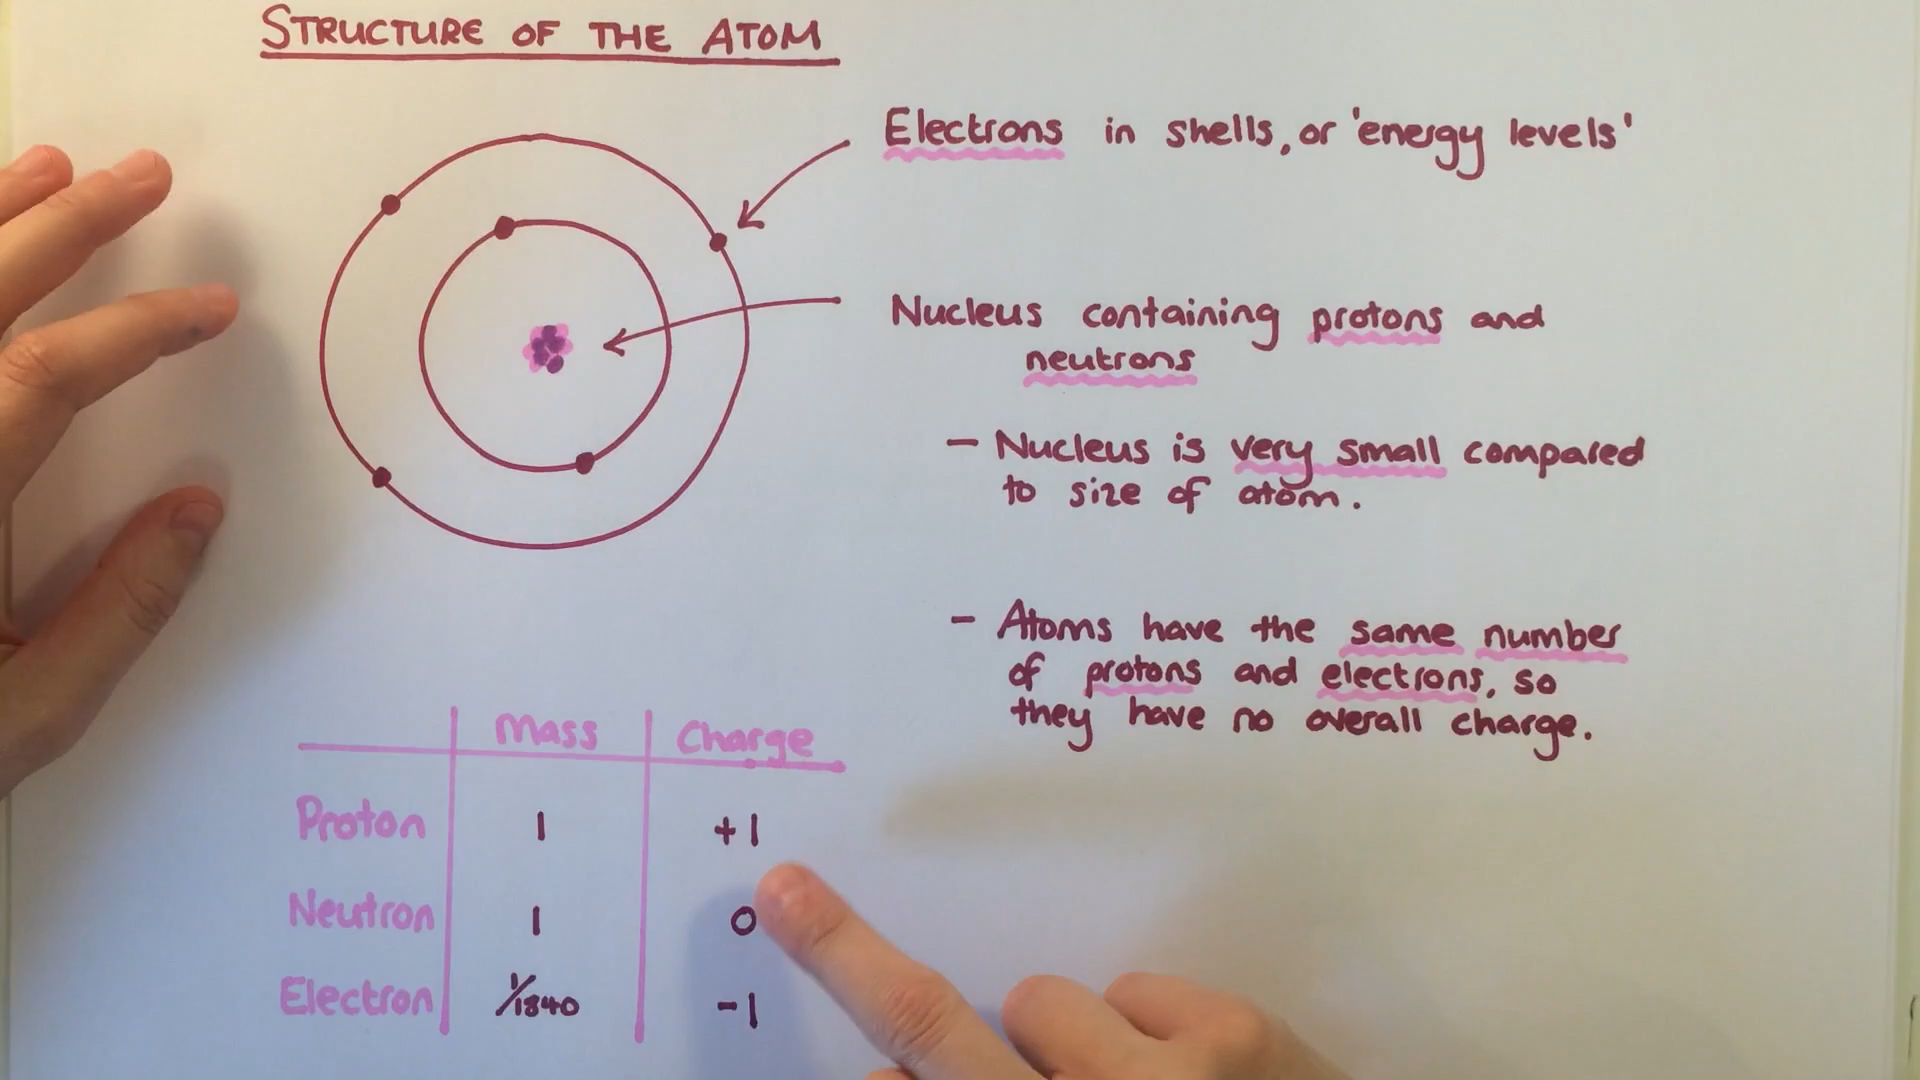 STRUCTURE OF THE ATOM
Electrons in shells, or 'energy levels'
Nucleus containing protons and
neutrons
- Nucleus is very small compared
to size of atom.
- Atoms have the same number
of protons and electrons, so
they have no overall charge.
Mass Charge
Proton 1 +1
Neutron 1 0
Electron 1/1840 -1